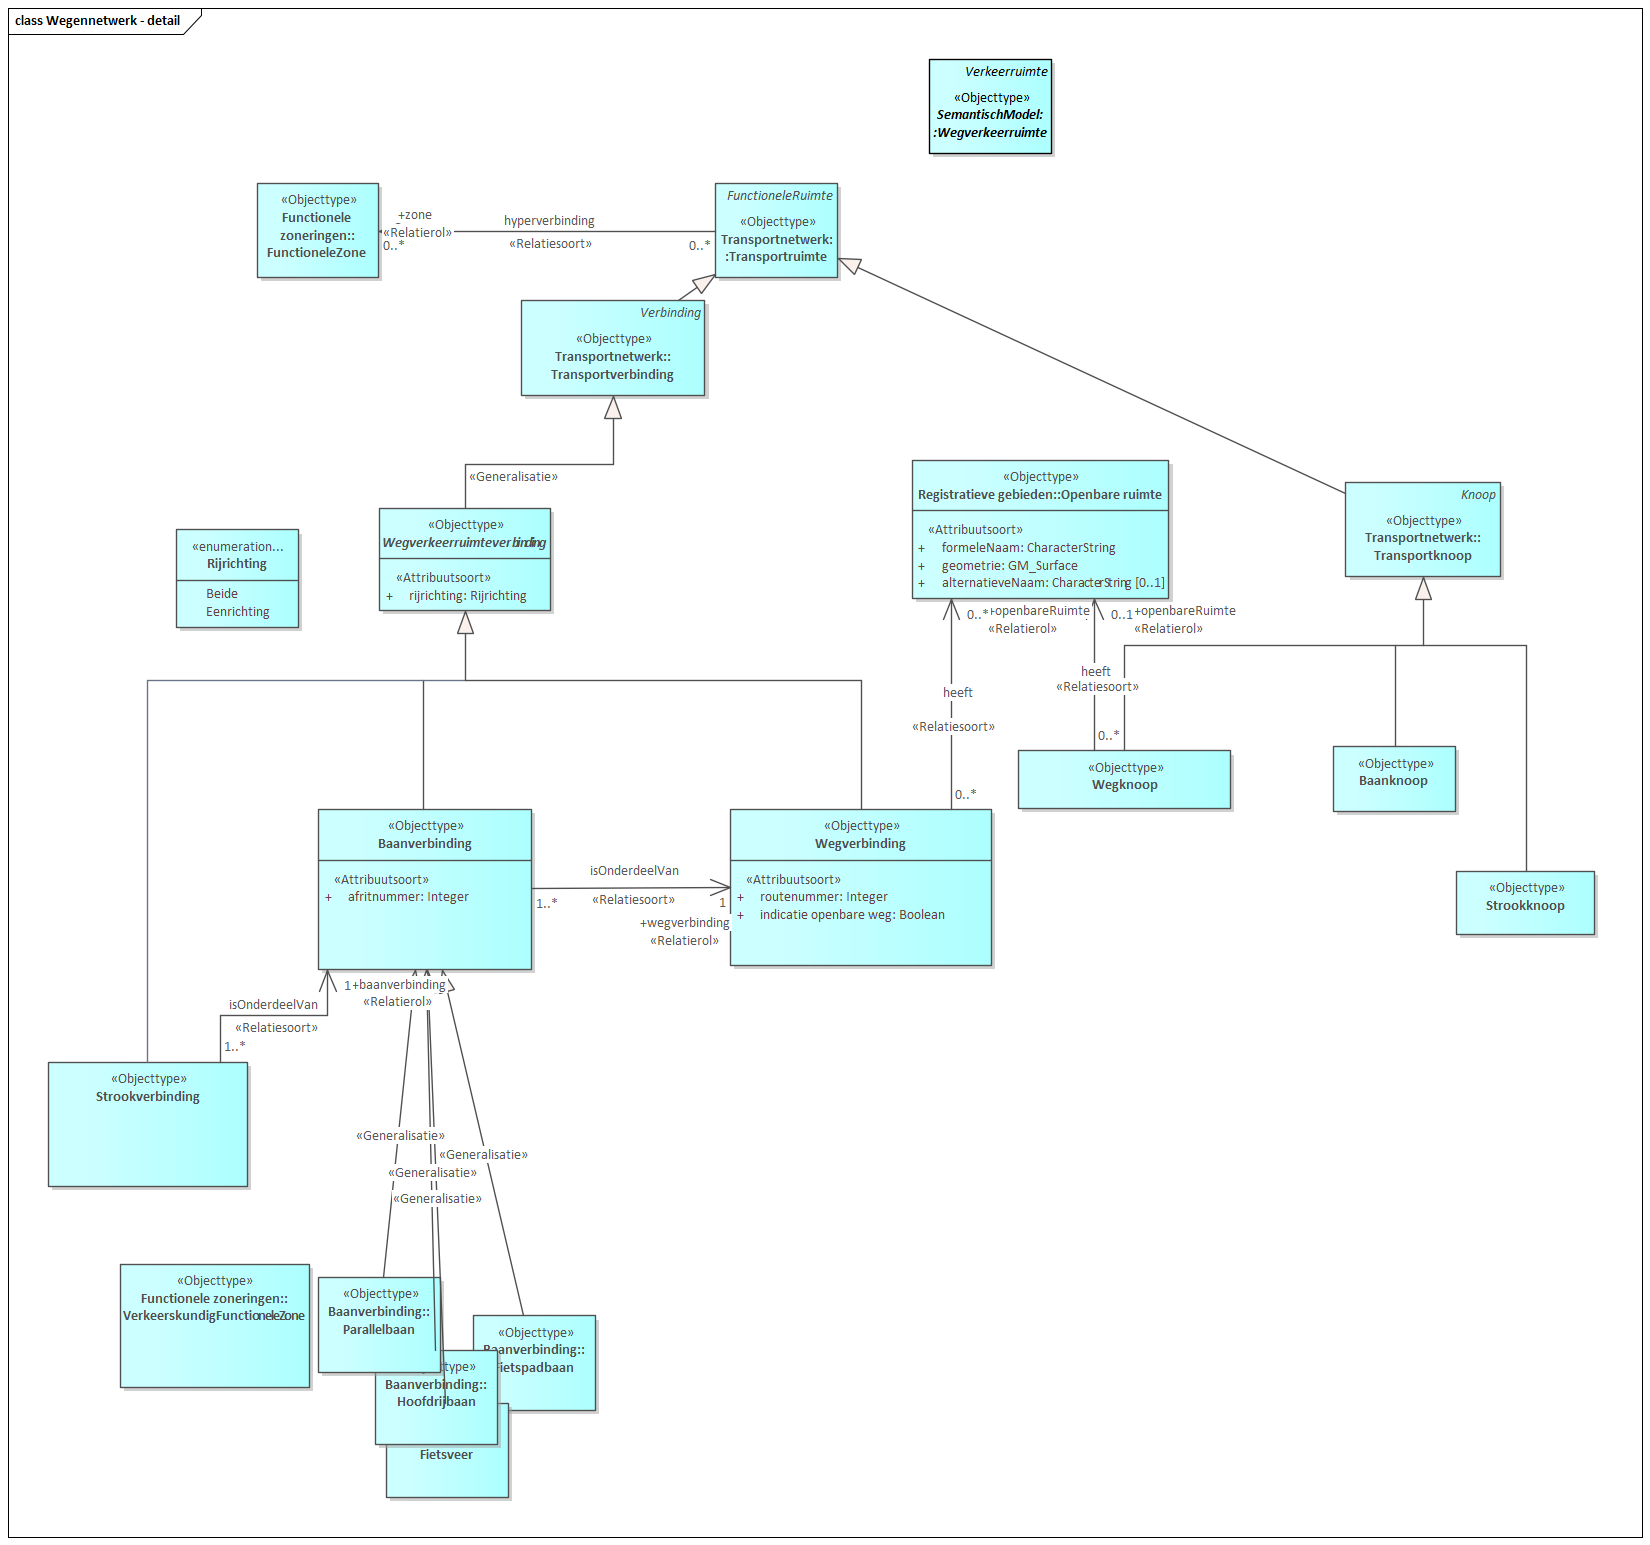 class Wegennetwerk - detail
Verkeerruimte
«Objecttype»
SemantischModel:
:Wegverkeerruimte
«Objecttype»
Functionele
zoneringen::
FunctioneleZone
+zone
«Relatierol»
0..*
hyperverbinding
«Relatiesoort»
0..*
FunctioneleRuimte
«Objecttype»
Transportnetwerk:
:Transportruimte
Verbinding
«Objecttype»
Transportnetwerk::
Transportverbinding
«Generalisatie»
«Objecttype»
Wegverkeerruimteverbinding
«Attribuutsoort»
+ rijrichting: Rijrichting
«enumeration...
Rijrichting
Beide
Eenrichting
«Objecttype»
Registratieve gebieden::Openbare ruimte
«Attribuutsoort»
+ formeleNaam: CharacterString
+ geometrie: GM_Surface
+ alternatieveNaam: CharacterString [0..1]
Knoop
«Objecttype»
Transportnetwerk::
Transportknoop
0..* +openbareRuimte
«Relatierol»
0..1 +openbareRuimte
«Relatierol»
heeft
«Relatiesoort»
0..*
heeft
«Relatiesoort»
0..*
«Objecttype»
Wegknoop
«Objecttype»
Baanknoop
«Objecttype»
Strookknoop
«Objecttype»
Baanverbinding
«Attribuutsoort»
+ afritnummer: Integer
isOnderdeelVan
1..*
«Relatiesoort»
1
+wegverbinding
«Relatierol»
«Objecttype»
Wegverbinding
«Attribuutsoort»
+ routenummer: Integer
+ indicatie openbare weg: Boolean
1 +baanverbinding
«Relatierol»
isOnderdeelVan
«Relatiesoort»
1..*
«Objecttype»
Strookverbinding
«Generalisatie»
«Generalisatie»
«Generalisatie»
«Generalisatie»
«Objecttype»
Functionele zoneringen::
VerkeerskundigFunctioneleZone
«Objecttype»
Baanverbinding::
Parallelbaan
«Objecttype»
Baanverbinding::
Fietspadbaan
ttype»
Baanverbinding::
Hoofdrijbaan
Fietsveer